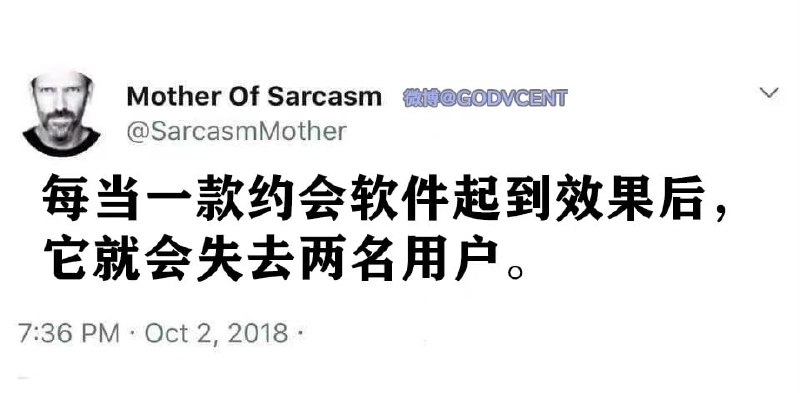 Mother Of Sarcasm 微博@GODVCENT
@SarcasmMother
每当一款约会软件起到效果后，
它就会失去两名用户。
7:36 PM · Oct 2, 2018 ·